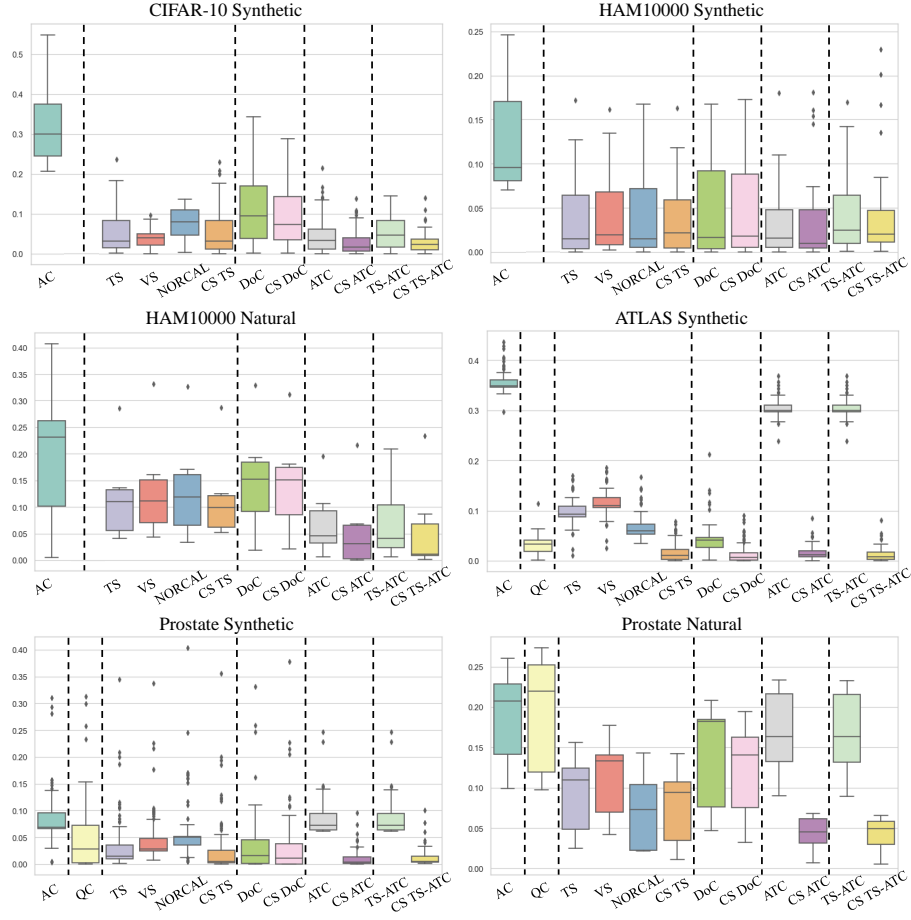 CIFAR-10 Synthetic
0.5
0.4
0.3
0.2
0.1
0.0
AC
TS
VS
NORCAL
CS TS
DoC
CS DoC
ATC
CS ATC
TS-ATC
CS TS-ATC
HAM10000 Synthetic
0.25
0.20
0.15
0.10
0.05
0.00
AC
TS
VS
NORCAL
CS TS
DoC
CS DoC
ATC
CS ATC
TS-ATC
CS TS-ATC
HAM10000 Natural
0.40
0.35
0.30
0.25
0.20
0.15
0.10
0.05
0.00
AC
TS
VS
NORCAL
CS TS
DoC
CS DoC
ATC
CS ATC
TS-ATC
CS TS-ATC
ATLAS Synthetic
0.4
0.3
0.2
0.1
0.0
AC
QC
TS
VS
NORCAL
CS TS
DoC
CS DoC
ATC
CS ATC
TS-ATC
CS TS-ATC
Prostate Synthetic
0.40
0.35
0.30
0.25
0.20
0.15
0.10
0.05
0.00
AC
QC
TS
VS
NORCAL
CS TS
DoC
CS DoC
ATC
CS ATC
TS-ATC
CS TS-ATC
Prostate Natural
0.25
0.20
0.15
0.10
0.05
0.00
AC
QC
TS
VS
NORCAL
CS TS
DoC
CS DoC
ATC
CS ATC
TS-ATC
CS TS-ATC